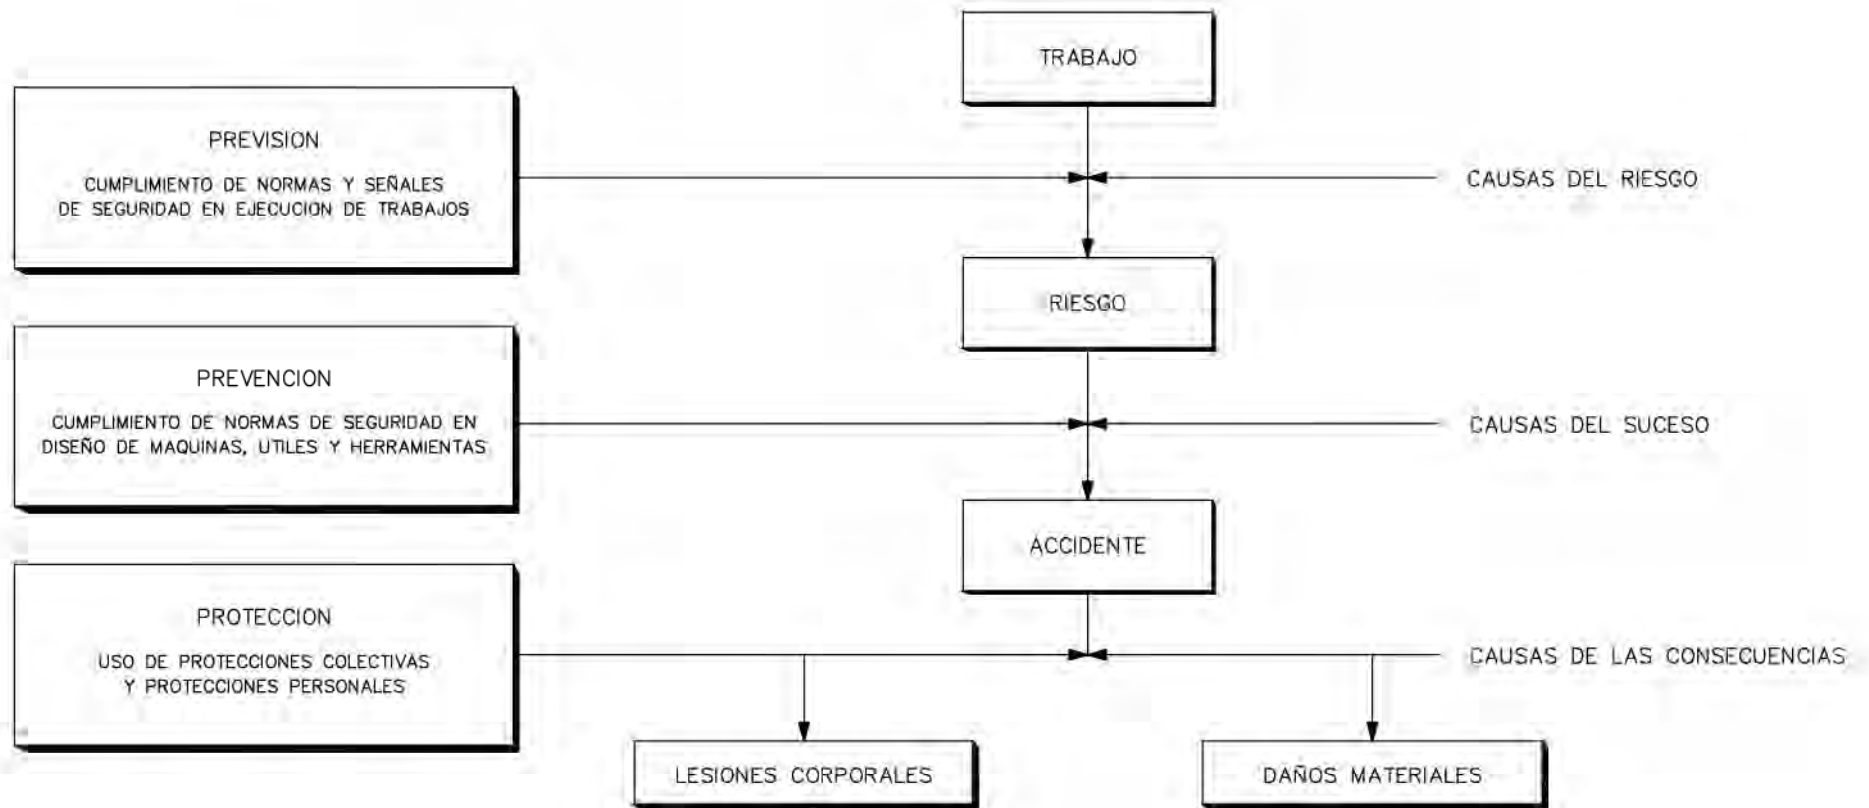 TRABAJO
PREVISION
CUMPLIMIENTO DE NORMAS Y SEÑALES
DE SEGURIDAD EN EJECUCION DE TRABAJOS
CAUSAS DEL RIESGO
RIESGO
PREVENCION
CUMPLIMIENTO DE NORMAS DE SEGURIDAD EN
DISEÑO DE MAQUINAS, UTILES Y HERRAMIENTAS
CAUSAS DEL SUCESO
ACCIDENTE
PROTECCION
USO DE PROTECCIONES COLECTIVAS
Y PROTECCIONES PERSONALES
CAUSAS DE LAS CONSECUENCIAS
LESIONES CORPORALES
DAÑOS MATERIALES